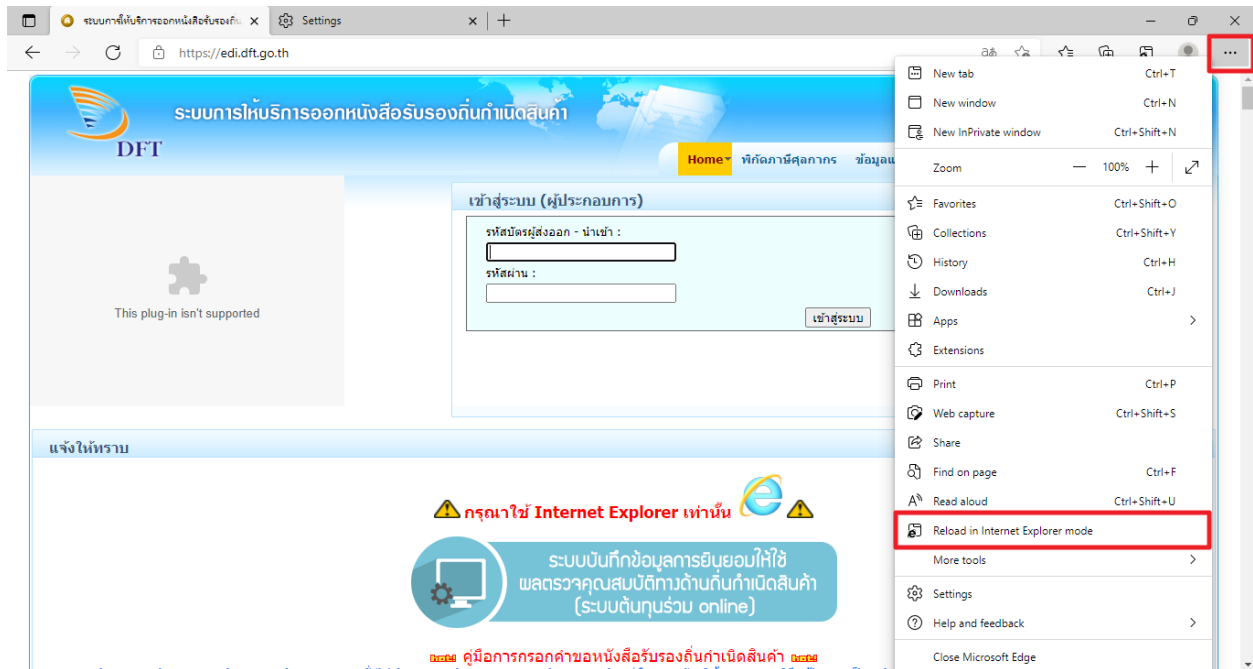 ระบบการให้บริการออกหนังสือรับรองถิ่น
Settings
https://edi.dft.go.th
DFT
ระบบการให้บริการออกหนังสือรับรองถิ่นกำเนิดสินค้า
Home
พิกัดภาษีศุลกากร
This plug-in isn't supported
เข้าสู่ระบบ (ผู้ประกอบการ)
รหัสบัตรผู้ส่งออก - นำเข้า :
รหัสผ่าน :
เข้าสู่ระบบ
แจ้งให้ทราบ
กรุณาใช้ Internet Explorer เท่านั้น
ระบบบันทึกข้อมูลการยินยอมให้ใช้
ผลตรวจคุณสมบัติทางด้านถิ่นกำเนิดสินค้า
(ระบบต้นทุนร่วม online)
คู่มือการกรอกคำขอหนังสือรับรองถิ่นกำเนิดสินค้า
New tab Ctrl+T
New window Ctrl+N
New InPrivate window Ctrl+Shift+N
Zoom — 100% +
Favorites Ctrl+Shift+O
Collections Ctrl+Shift+Y
History Ctrl+H
Downloads Ctrl+J
Apps
Extensions
Print Ctrl+P
Web capture Ctrl+Shift+S
Share
Find on page Ctrl+F
Read aloud Ctrl+Shift+U
Reload in Internet Explorer mode
More tools
Settings
Help and feedback
Close Microsoft Edge